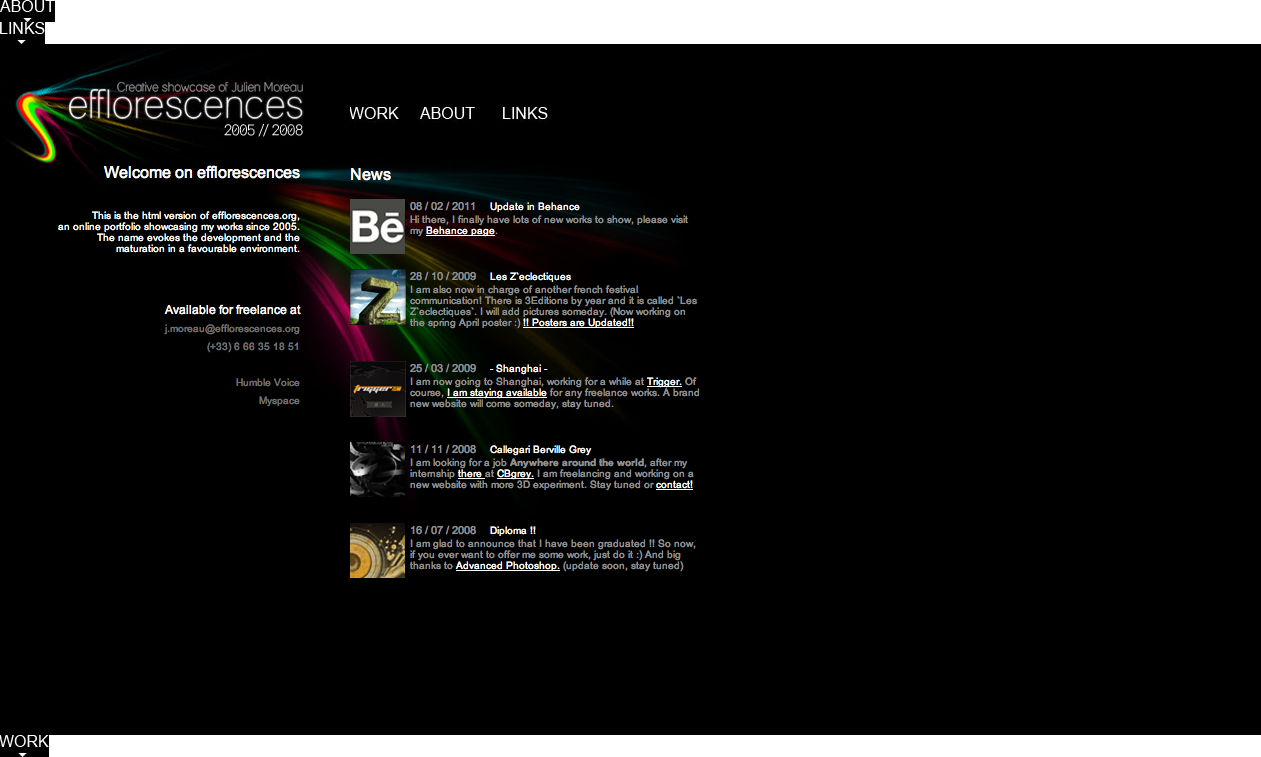 ABOUT
LINKS
Creative showcase of Julien Moreau
efflorescences
2005 // 2008
WORK ABOUT LINKS
Welcome on efflorescences
This is the html version of efflorescences.org,
an online portfolio showcasing my works since 2005.
The name evokes the development and the
maturation in a favourable environment.
Available for freelance at
j.moreau@efflorescences.org
(+33) 6 66 35 18 51
Humble Voice
Myspace
News
Bē
08 / 02 / 2011 Update in Behance
Hi there, I finally have lots of new works to show, please visit
my Behance page.
Z
28 / 10 / 2009 Les Z`eclectiques
I am also now in charge of another french festival
communication! There is 3Editions by year and it is called `Les
Z`eclectiques`. I will add pictures someday. (Now working on
the spring April poster :) !! Posters are Updated!!
trigger
25 / 03 / 2009 - Shanghai -
I am now going to Shanghai, working for a while at Trigger. Of
course, I am staying available for any freelance works. A brand
new website will come someday, stay tuned.
11 / 11 / 2008 Callegari Berville Grey
I am looking for a job Anywhere around the world, after my
internship there at CBgrey. I am freelancing and working on a
new website with more 3D experiment. Stay tuned or contact!
16 / 07 / 2008 Diploma !!
I am glad to announce that I have been graduated !! So now,
if you ever want to offer me some work, just do it :) And big
thanks to Advanced Photoshop. (update soon, stay tuned)
WORK